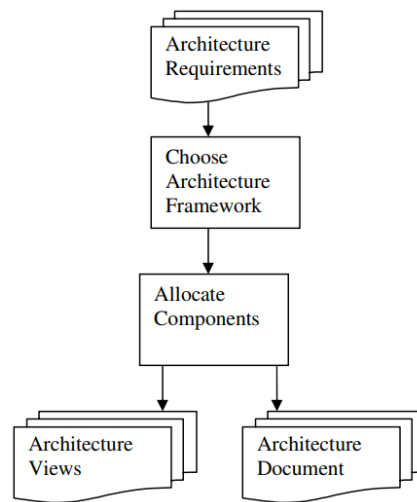 Architecture
Requirements
Choose
Architecture
Framework
Allocate
Components
Architecture
Views
Architecture
Document